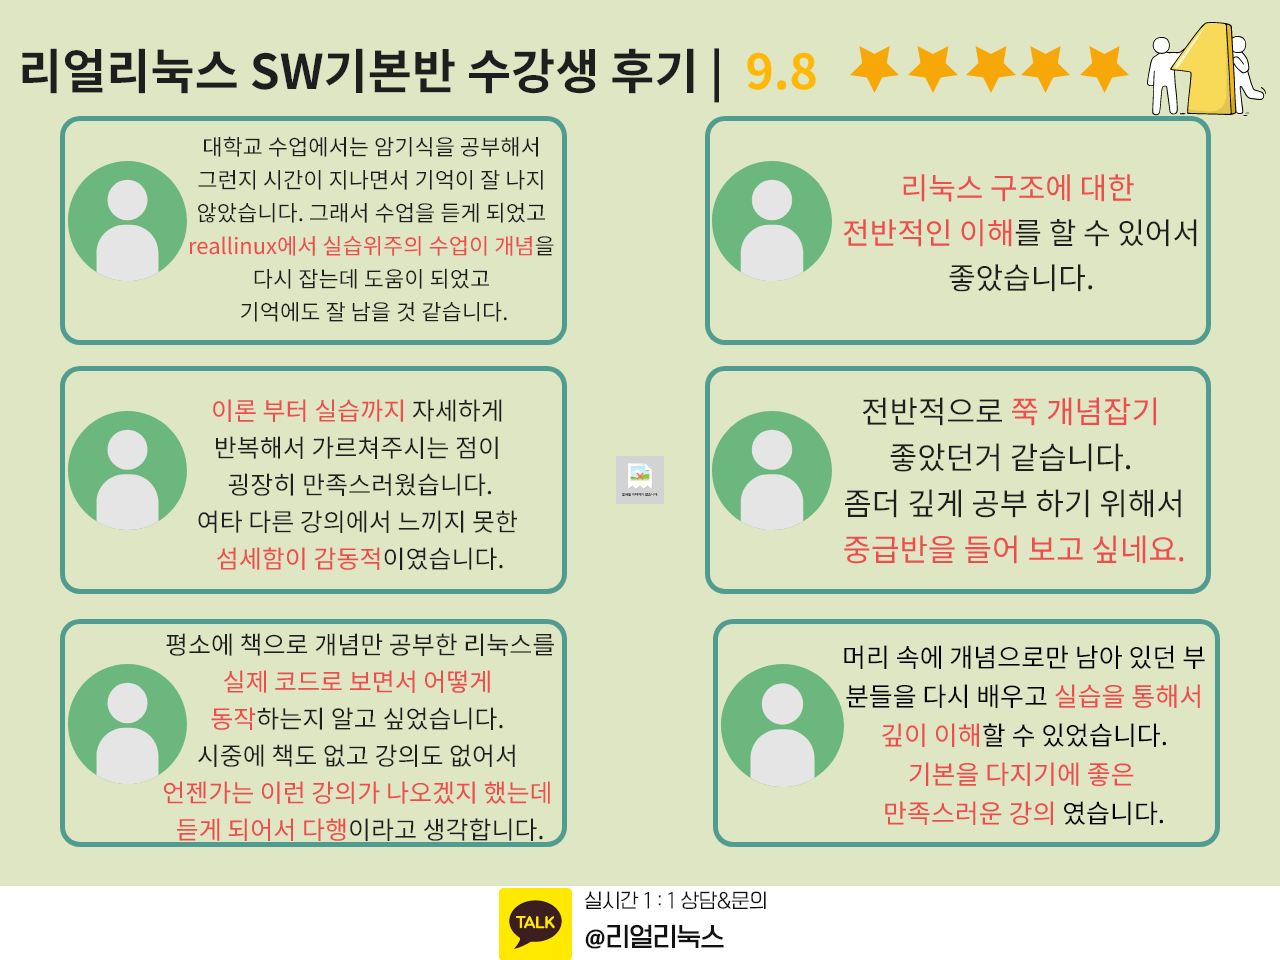 리얼리눅스 SW기본반 수강생 후기 | 9.8
대학교 수업에서는 암기식을 공부해서
그런지 시간이 지나면서 기억이 잘 나지
않았습니다. 그래서 수업을 듣게 되었고
reallinux에서 실습위주의 수업이 개념을
다시 잡는데 도움이 되었고
기억에도 잘 남을 것 같습니다.
리눅스 구조에 대한
전반적인 이해를 할 수 있어서
좋았습니다.
이론 부터 실습까지 자세하게
반복해서 가르쳐주시는 점이
굉장히 만족스러웠습니다.
여타 다른 강의에서 느끼지 못한
섬세함이 감동적이였습니다.
전반적으로 쭉 개념잡기
좋았던거 같습니다.
좀더 깊게 공부 하기 위해서
중급반을 들어 보고 싶네요.
평소에 책으로 개념만 공부한 리눅스를
실제 코드로 보면서 어떻게
동작하는지 알고 싶었습니다.
시중에 책도 없고 강의도 없어서
언젠가는 이런 강의가 나오겠지 했는데
듣게 되어서 다행이라고 생각합니다.
머리 속에 개념으로만 남아 있던 부
분들을 다시 배우고 실습을 통해서
깊이 이해할 수 있었습니다.
기본을 다지기에 좋은
만족스러운 강의 였습니다.
TALK
실시간 1 : 1 상담&문의
@리얼리눅스